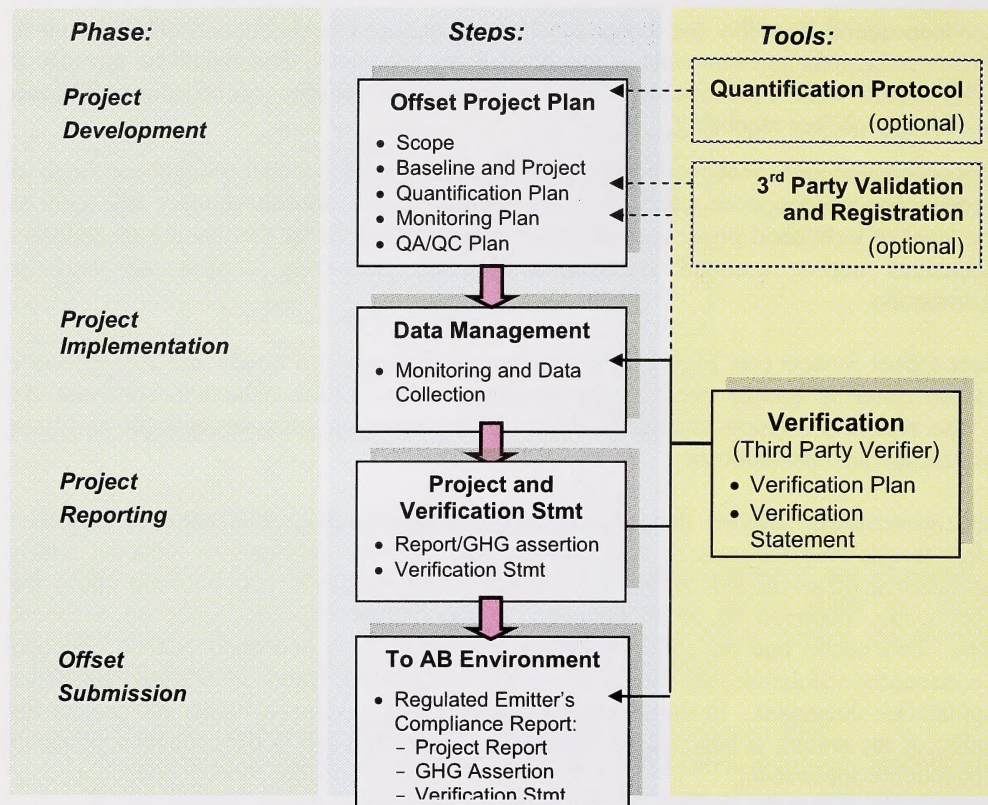 Phase:
Steps:
Tools:
Project
Development
Offset Project Plan
• Scope
• Baseline and Project
• Quantification Plan
• Monitoring Plan
• QA/QC Plan
Quantification Protocol
(optional)
3rd Party Validation
and Registration
(optional)
Project
Implementation
Data Management
• Monitoring and Data
Collection
Verification
(Third Party Verifier)
• Verification Plan
• Verification
Statement
Project
Reporting
Project and
Verification Stmt
• Report/GHG assertion
• Verification Stmt
Offset
Submission
To AB Environment
• Regulated Emitter's
Compliance Report:
– Project Report
– GHG Assertion
– Verification Stmt